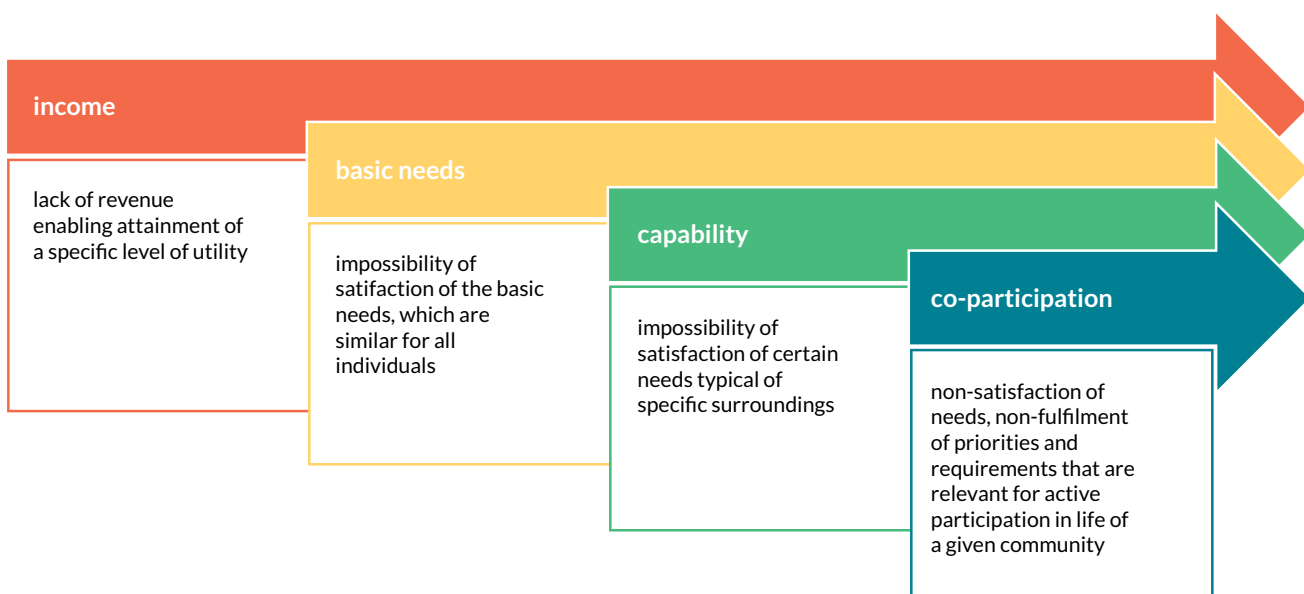 income
lack of revenue
enabling attainment of
a specific level of utility
basic needs
impossibility of
satifaction of the basic
needs, which are
similar for all
individuals
capability
impossibility of
satisfaction of certain
needs typical of
specific surroundings
co-participation
non-satisfaction of
needs, non-fulfilment
of priorities and
requirements that are
relevant for active
participation in life of
a given community